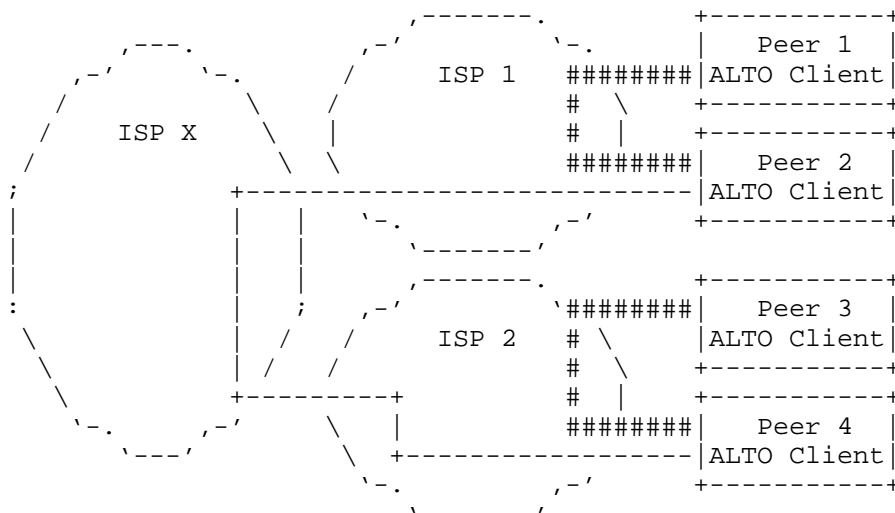 Peer 1
ISP 1 ALTO Client
ISP X
Peer 2
ALTO Client
Peer 3
ISP 2 ALTO Client
Peer 4
ALTO Client